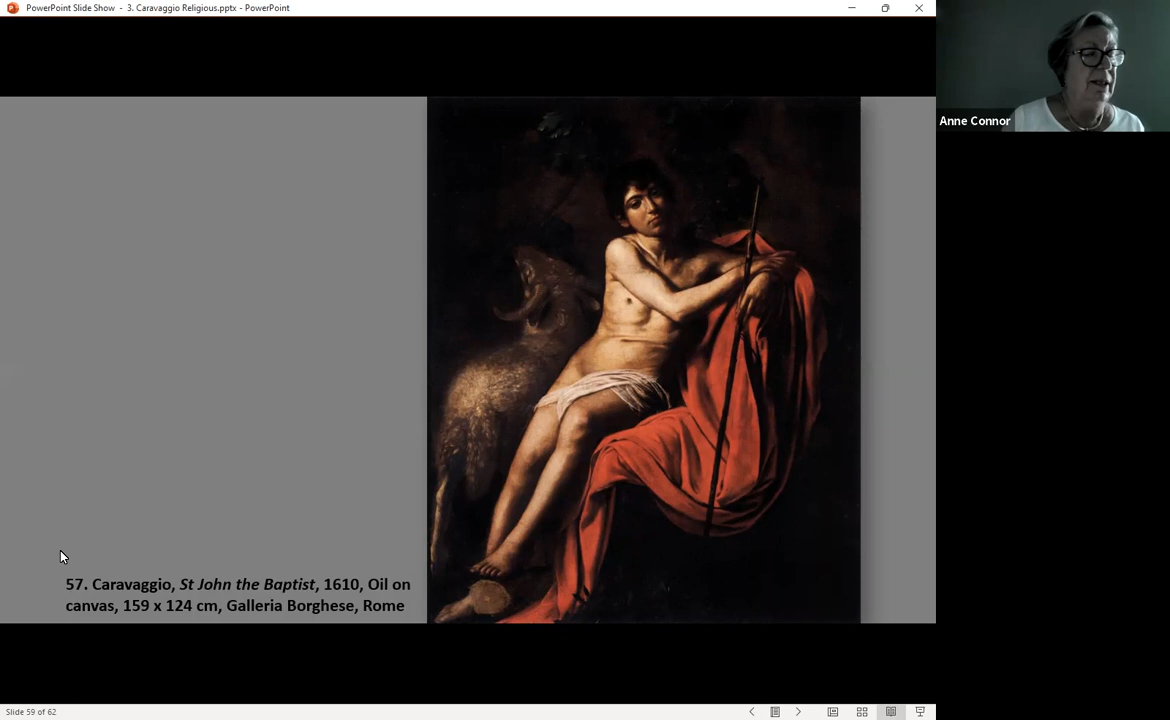 PowerPoint Slide Show - 3. Caravaggio Religious.pptx - PowerPoint
Anne Connor
57. Caravaggio, St John the Baptist, 1610, Oil on
canvas, 159 x 124 cm, Galleria Borghese, Rome
Slide 59 of 62